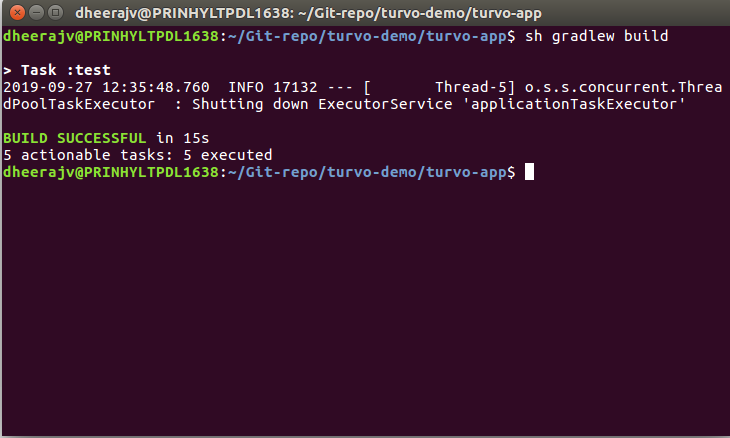 dheerajv@PRINHYLTPDL1638: ~/Git-repo/turvo-demo/turvo-app
dheerajv@PRINHYLTPDL1638:~/Git-repo/turvo-demo/turvo-app$ sh gradlew build
> Task :test
2019-09-27 12:35:48.760  INFO 17132 --- [       Thread-5] o.s.s.concurrent.Threa
dPoolTaskExecutor  : Shutting down ExecutorService 'applicationTaskExecutor'
BUILD SUCCESSFUL in 15s
5 actionable tasks: 5 executed
dheerajv@PRINHYLTPDL1638:~/Git-repo/turvo-demo/turvo-app$